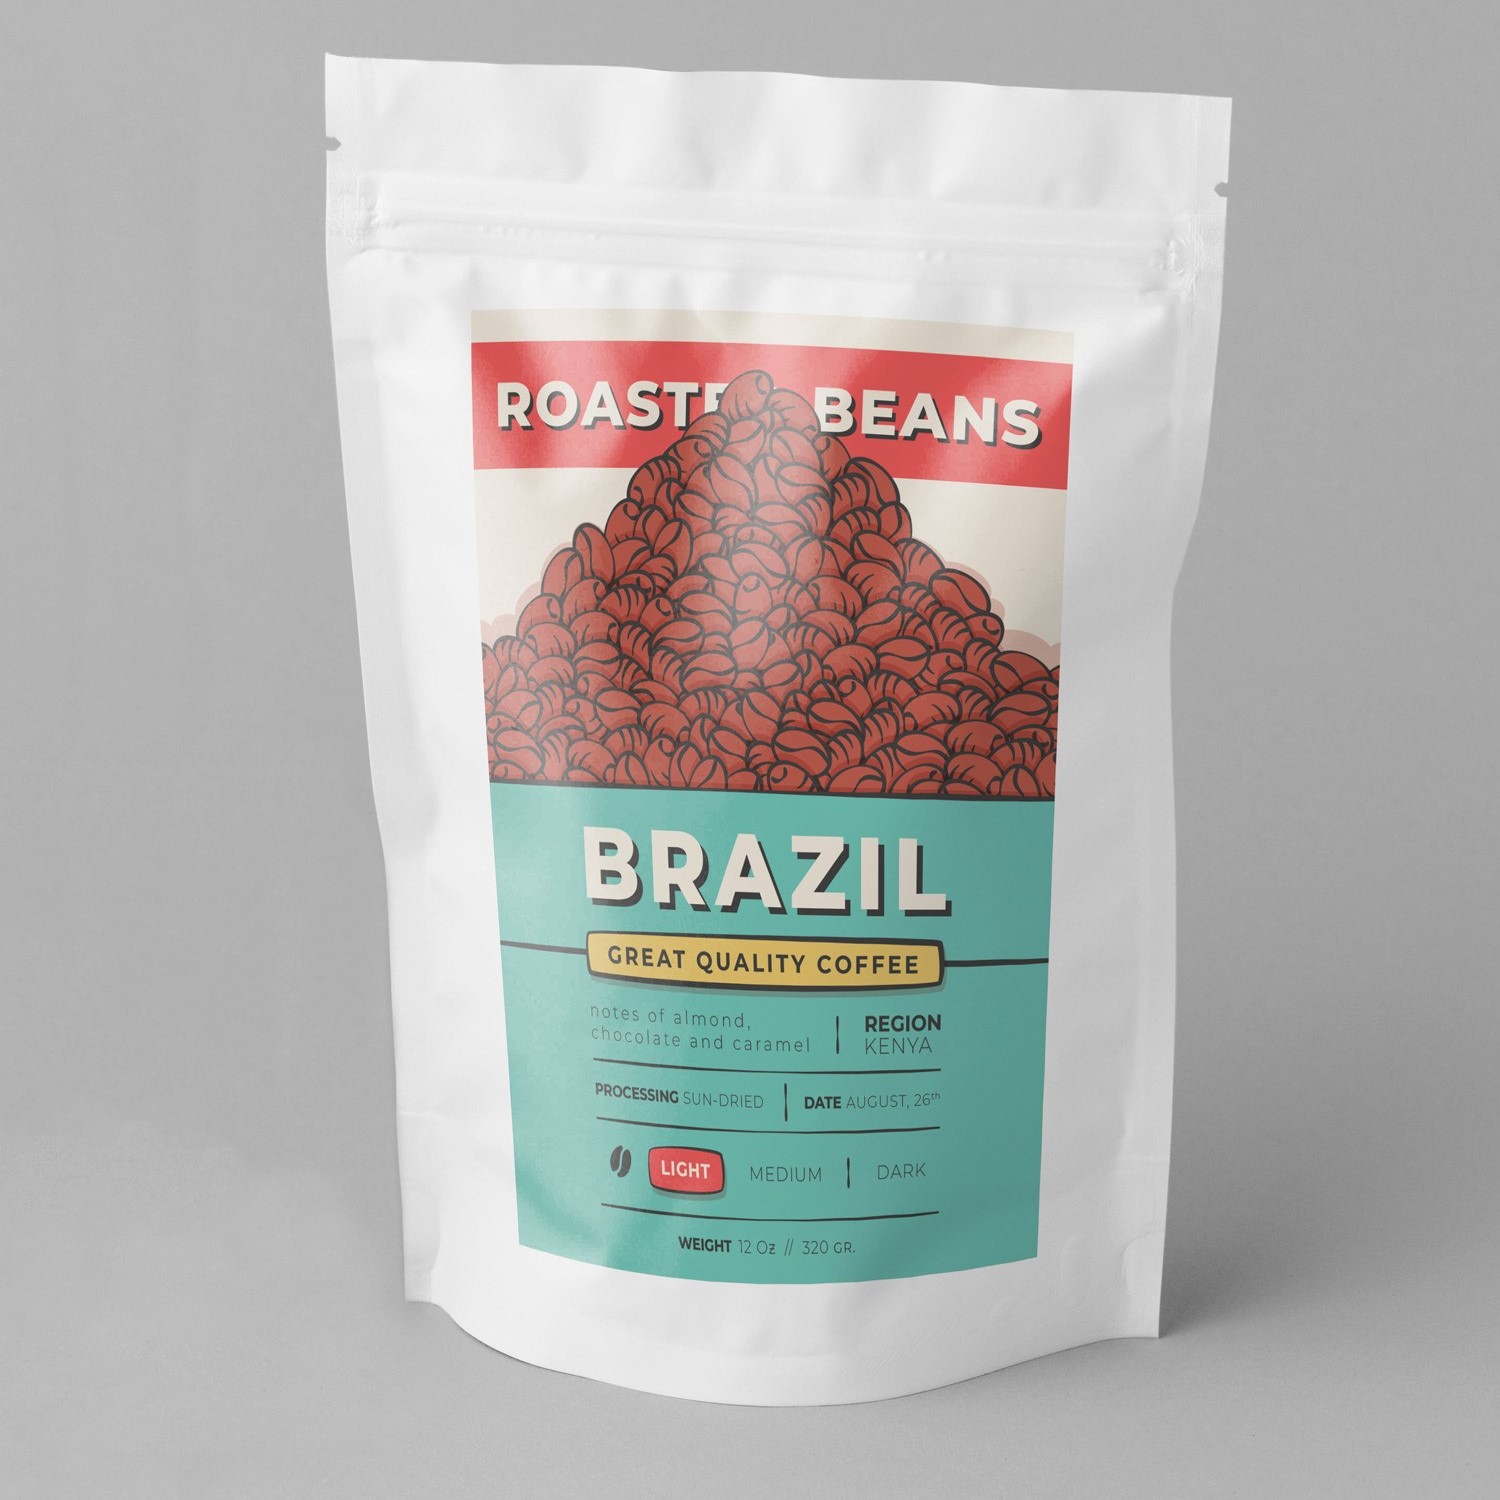 ROASTE BEANS
BRAZIL
GREAT QUALITY COFFEE
notes of almond,
chocolate and caramel
REGION
KENYA
PROCESSING SUN-DRIED
DATE AUGUST, 26th
LIGHT MEDIUM DARK
WEIGHT 12 Oz // 320 GR.